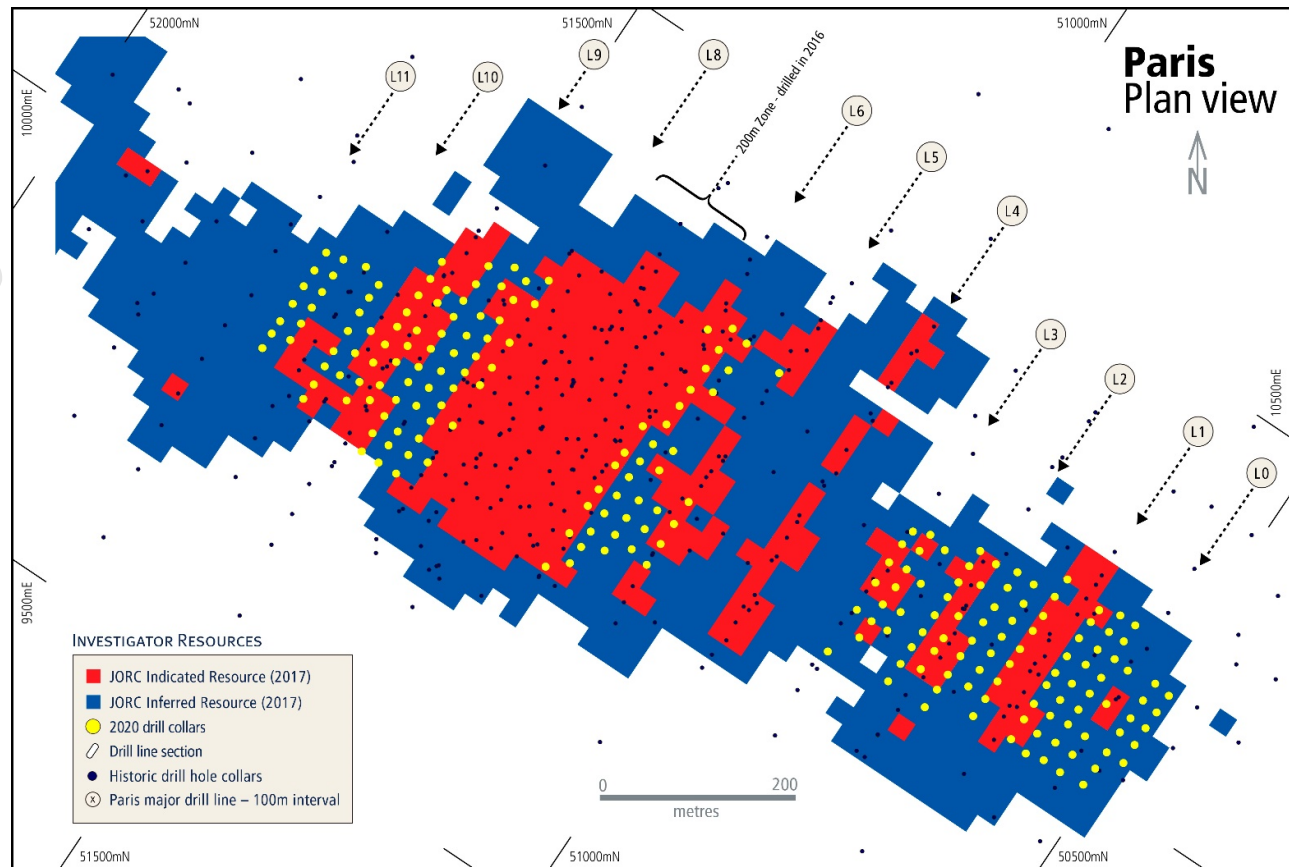 52000mN
51500mN
51000mN
Paris
Plan view
N
10000mE
L11
L10
L9
L8
200m Zone - drilled in 2016
L6
L5
L4
L3
L2
L1
L0
10500mE
9500mE
INVESTIGATOR RESOURCES
JORC Indicated Resource (2017)
JORC Inferred Resource (2017)
2020 drill collars
Drill line section
Historic drill hole collars
x Paris major drill line – 100m interval
0 200
metres
51500mN
51000mN
50500mN